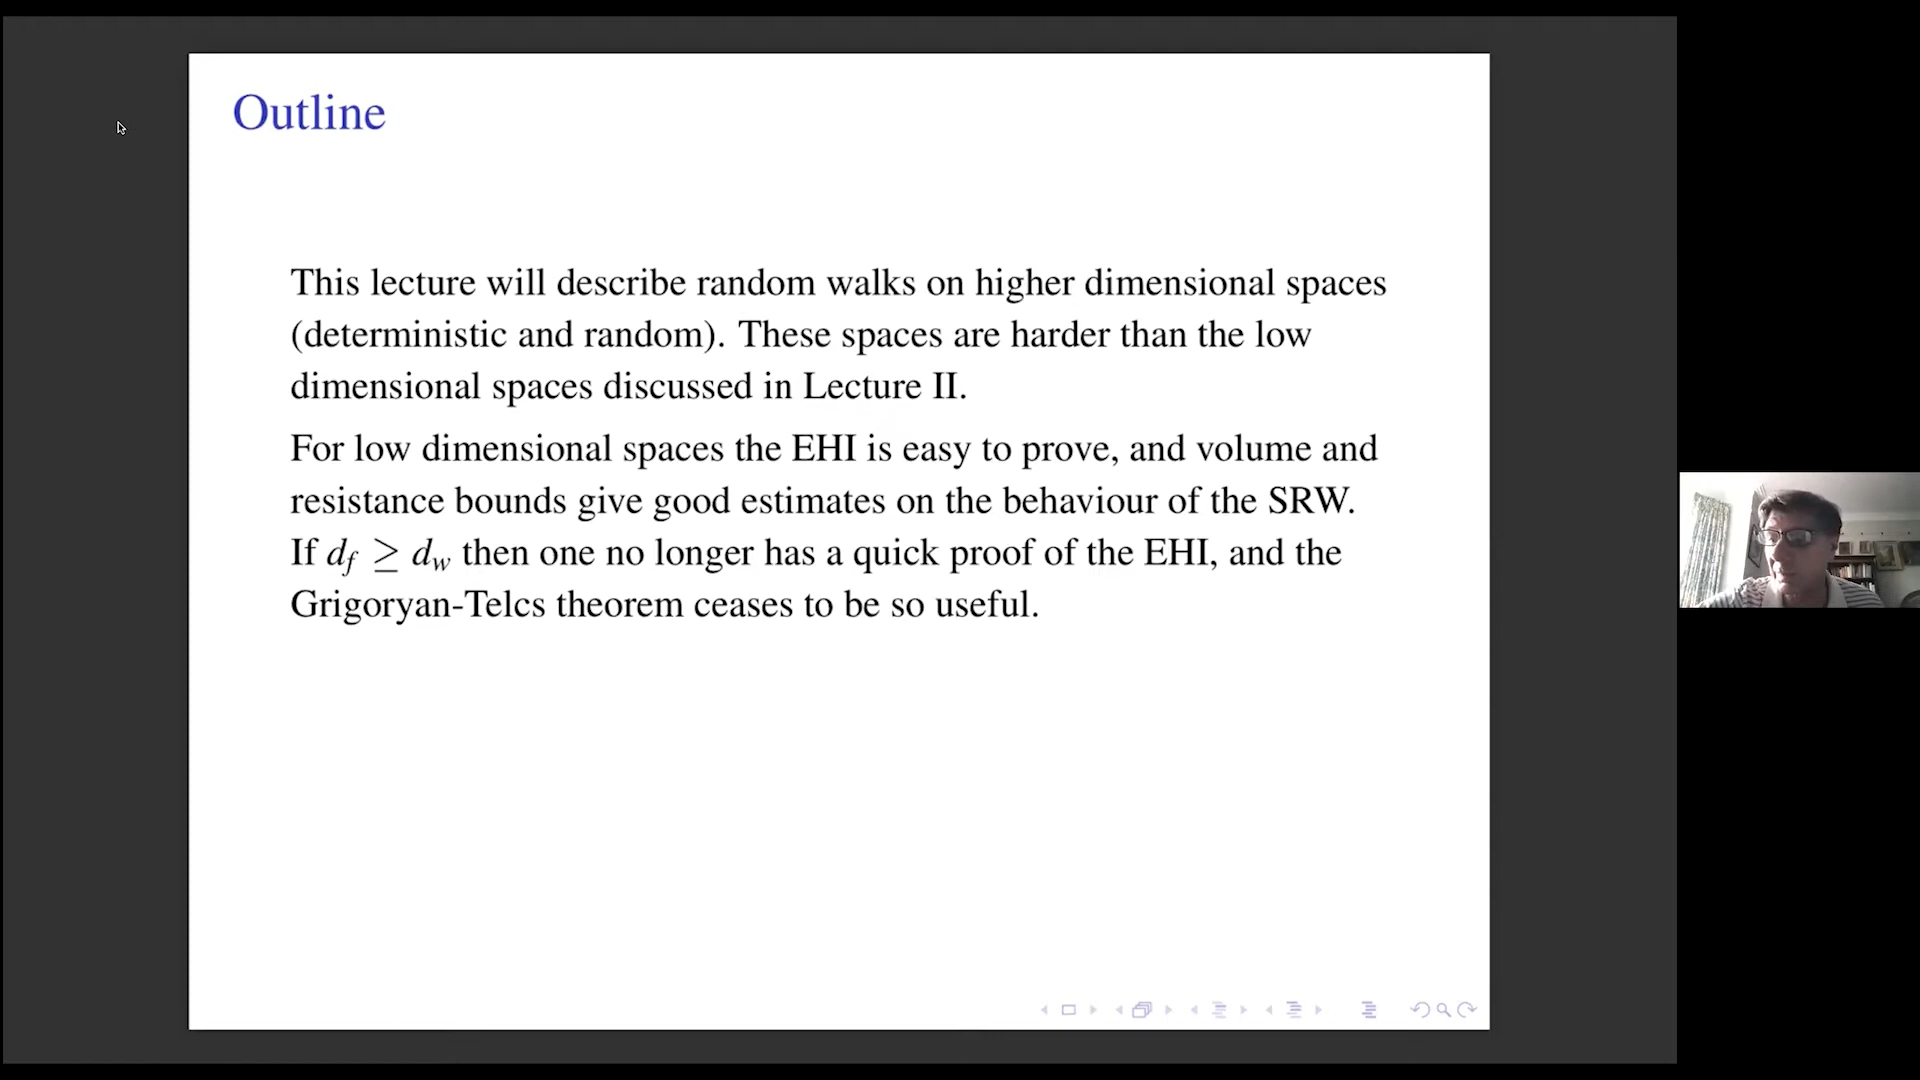 Outline
This lecture will describe random walks on higher dimensional spaces
(deterministic and random). These spaces are harder than the low
dimensional spaces discussed in Lecture II.
For low dimensional spaces the EHI is easy to prove, and volume and
resistance bounds give good estimates on the behaviour of the SRW.
If d_f ≥ d_w then one no longer has a quick proof of the EHI, and the
Grigoryan-Telcs theorem ceases to be so useful.